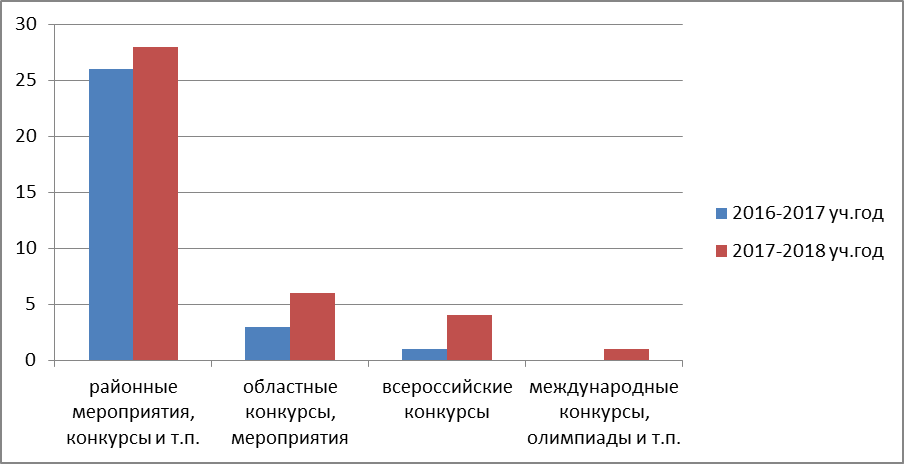 30
25
20
15
10
5
0
районные
мероприятия,
конкурсы и т.п.
областные
конкурсы,
мероприятия
всероссийские
конкурсы
международные
конкурсы,
олимпиады и т.п.
2016-2017 уч.год
2017-2018 уч.год